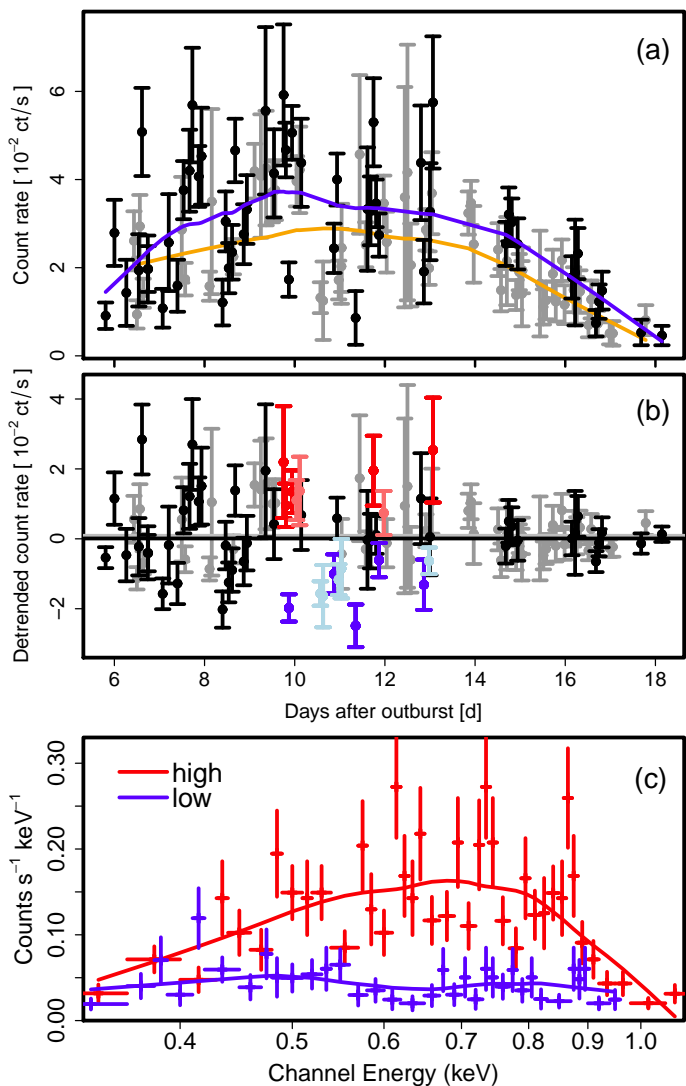 (a)
Count rate [ 10⁻² ct/s ]
6
4
2
0
(b)
Detrended count rate [ 10⁻² ct/s ]
4
2
0
−2
6 8 10 12 14 16 18
Days after outburst [d]
(c)
high
low
Counts s⁻¹ keV⁻¹
0.30
0.20
0.10
0.00
0.4 0.5 0.6 0.7 0.8 0.9 1.0
Channel Energy (keV)